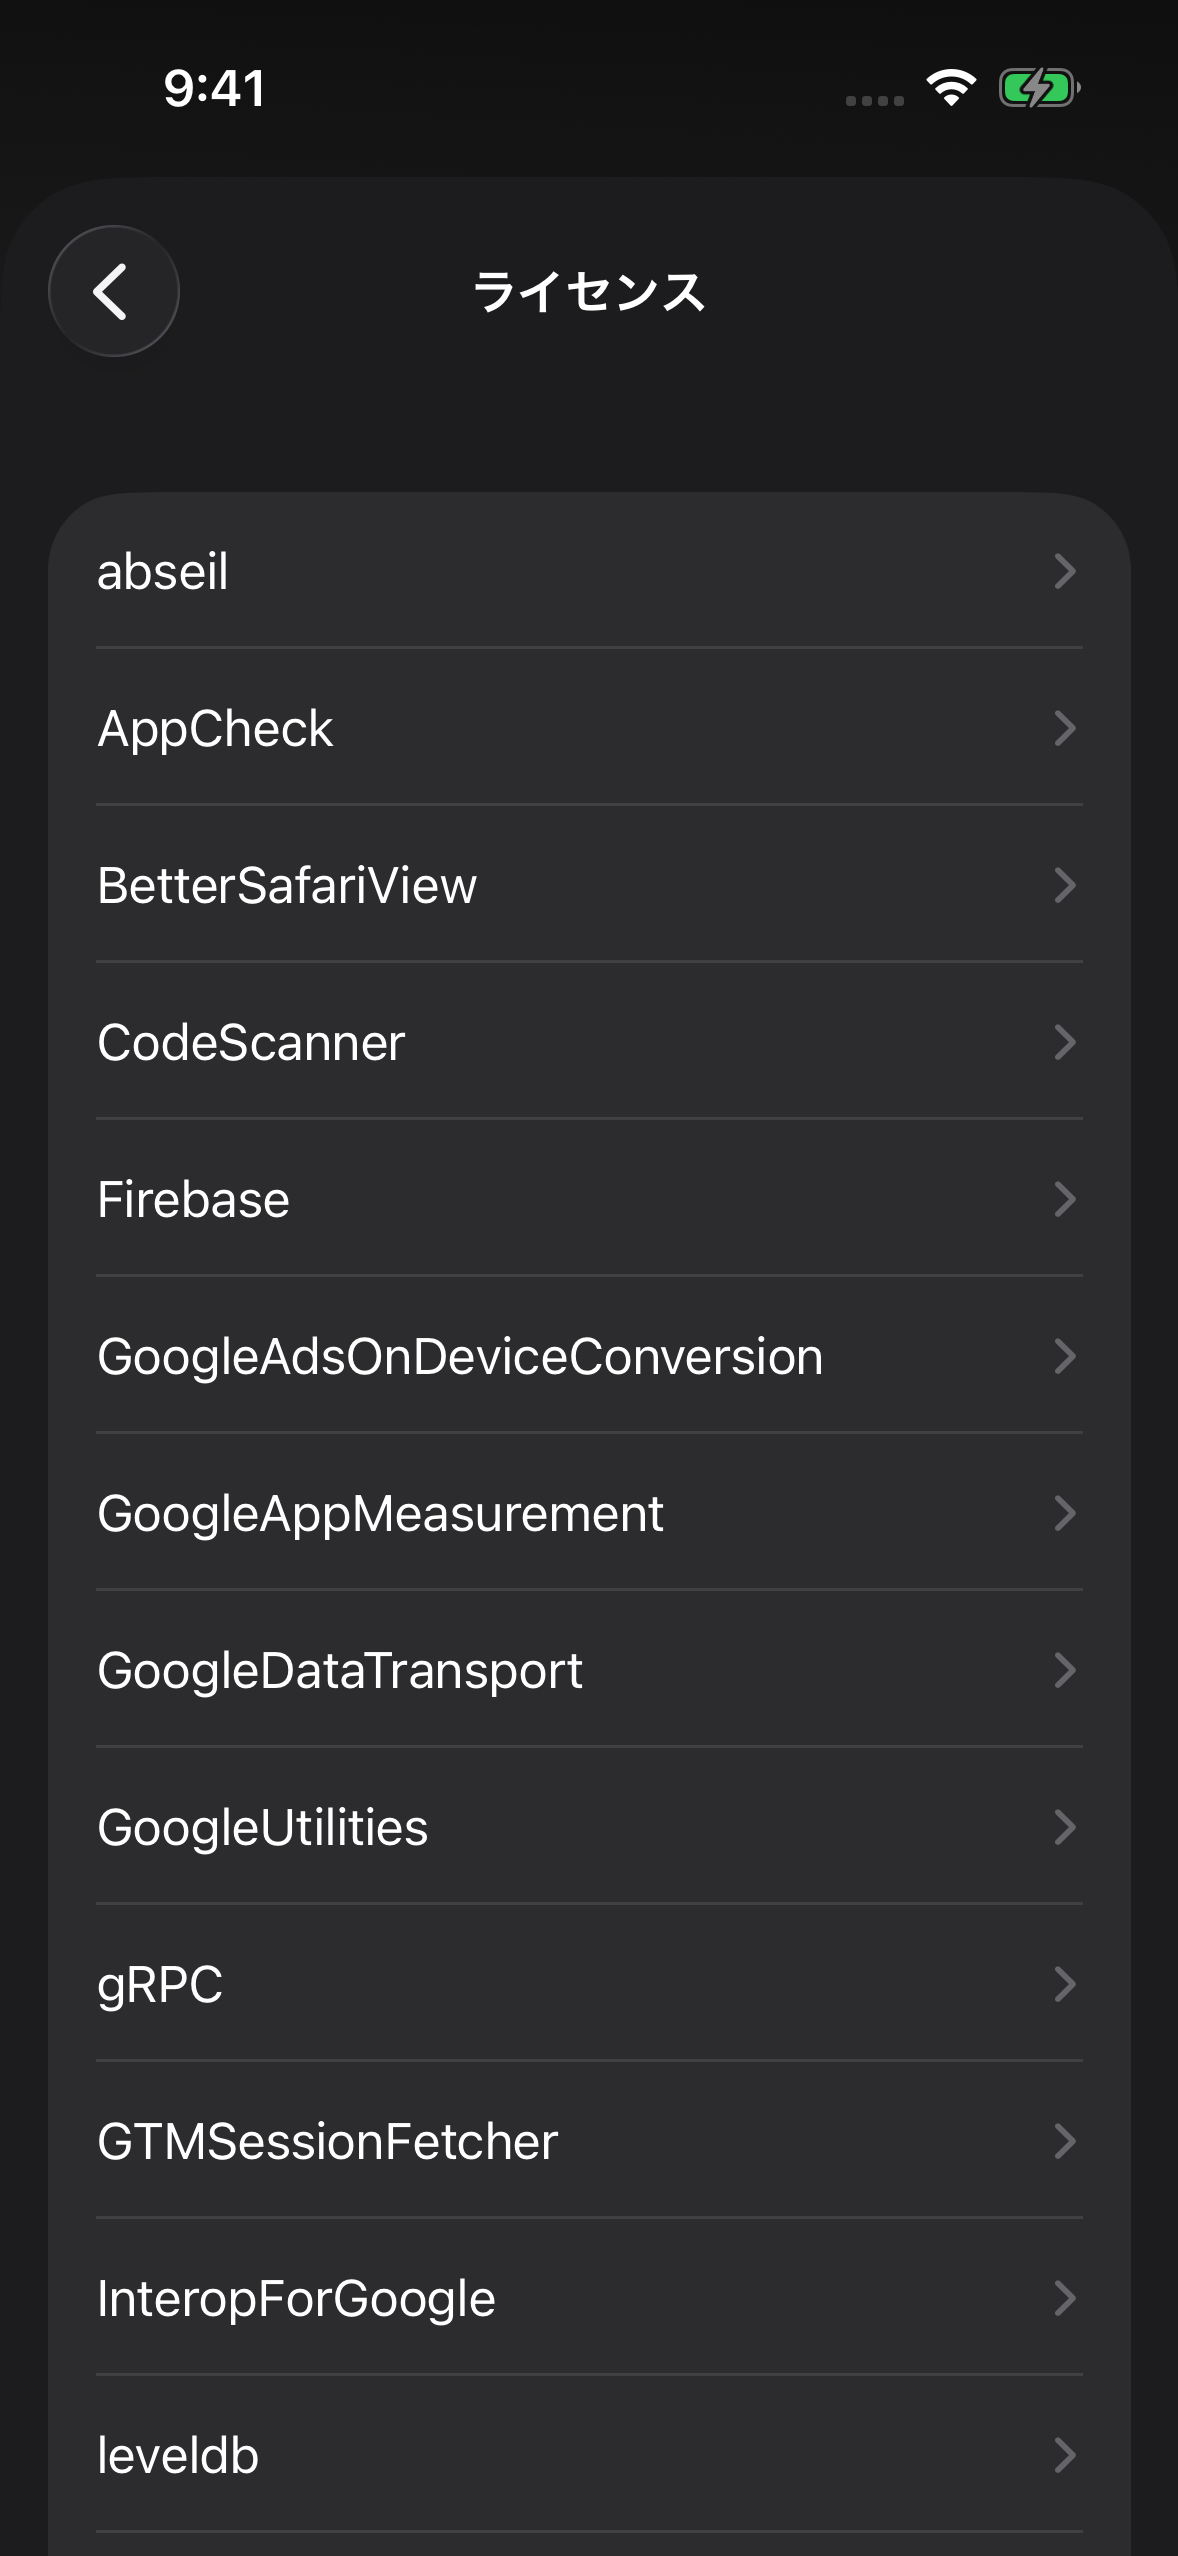 9:41
ライセンス
abseil
AppCheck
BetterSafariView
CodeScanner
Firebase
GoogleAdsOnDeviceConversion
GoogleAppMeasurement
GoogleDataTransport
GoogleUtilities
gRPC
GTMSessionFetcher
InteropForGoogle
leveldb